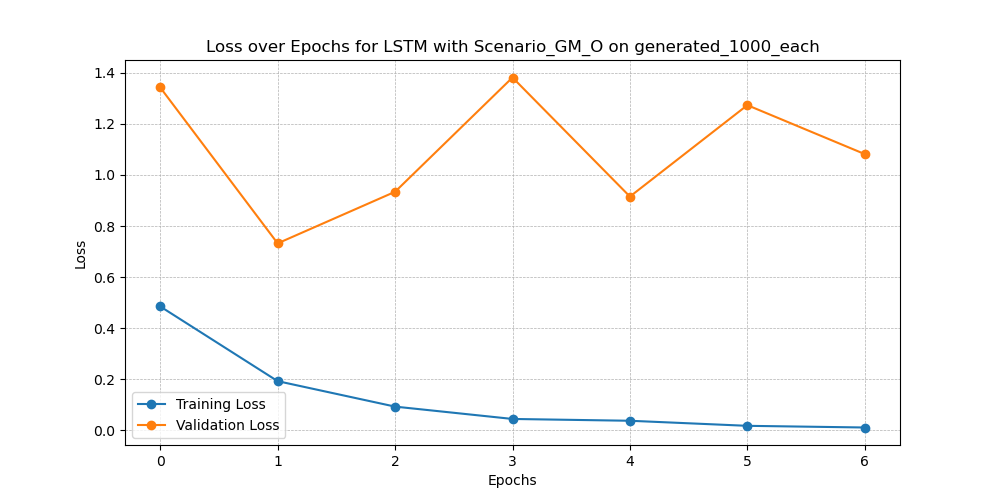 Loss over Epochs for LSTM with Scenario_GM_O on generated_1000_each
Loss
1.4
1.2
1.0
0.8
0.6
0.4
0.2
0.0
Training Loss
Validation Loss
0 1 2 3 4 5 6
Epochs